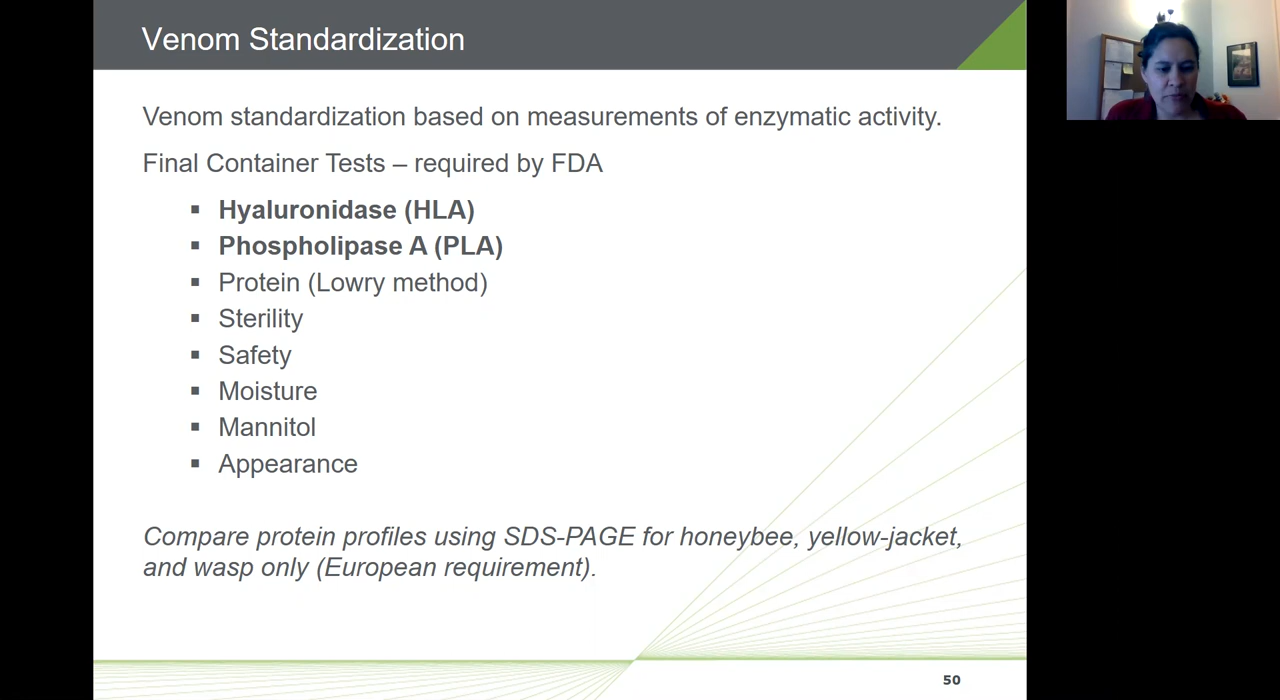 Venom Standardization
Venom standardization based on measurements of enzymatic activity.
Final Container Tests – required by FDA
▪ Hyaluronidase (HLA)
▪ Phospholipase A (PLA)
▪ Protein (Lowry method)
▪ Sterility
▪ Safety
▪ Moisture
▪ Mannitol
▪ Appearance
Compare protein profiles using SDS-PAGE for honeybee, yellow-jacket,
and wasp only (European requirement).
50